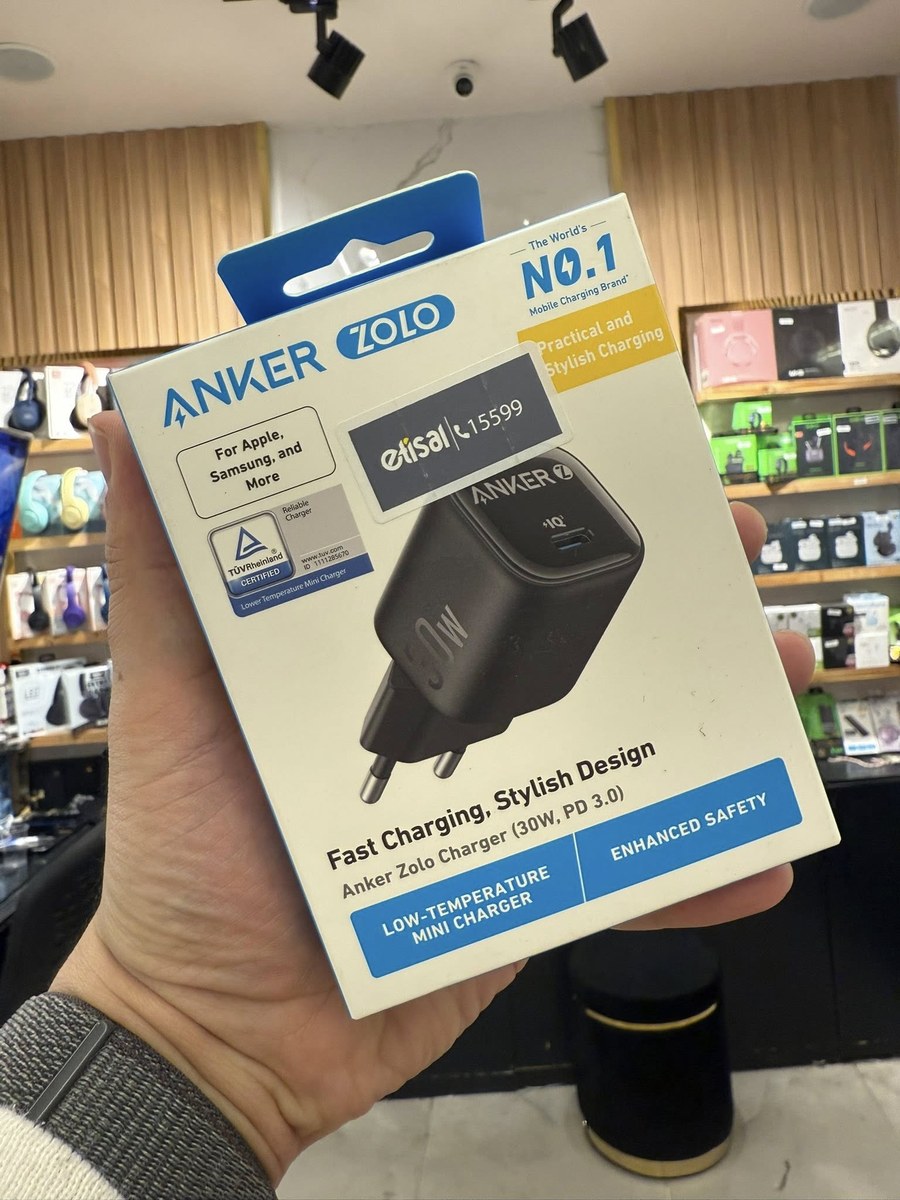 The World's
NO.1
Mobile Charging Brand*
ANKER ZOLO
Practical and
Stylish Charging
For Apple,
Samsung, and
More
etisal 15599
Reliable
Charger
TÜVRheinland®
CERTIFIED
www.tuv.com
ID 1111285670
Lower Temperature Mini Charger
ANKER Z
IQ
30W
Fast Charging, Stylish Design
Anker Zolo Charger (30W, PD 3.0)
LOW-TEMPERATURE
MINI CHARGER
ENHANCED SAFETY